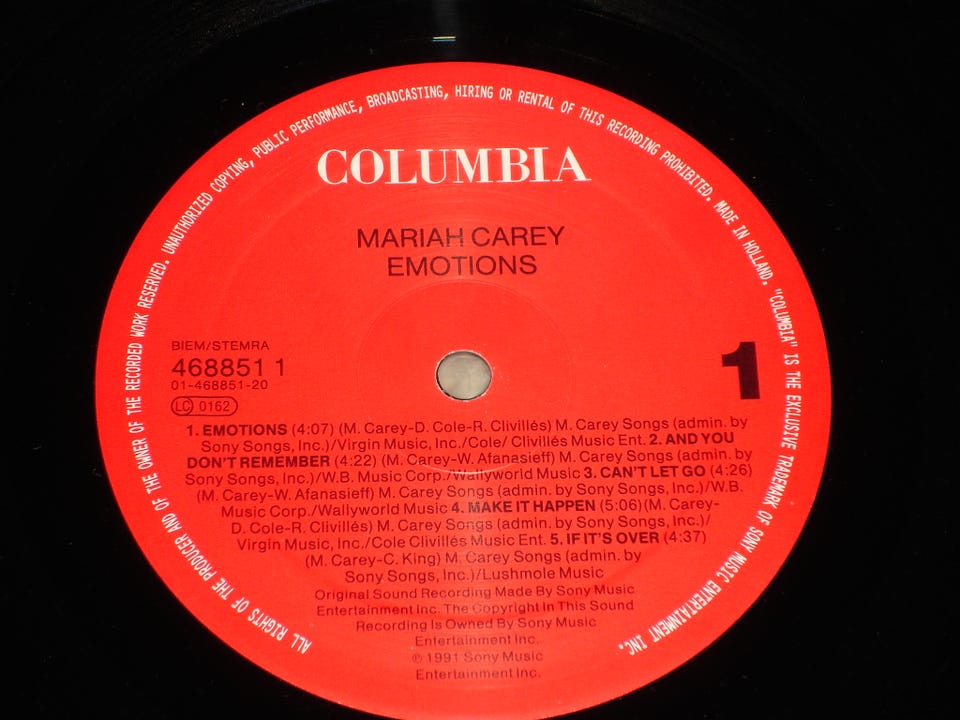 ALL RIGHTS OF THE PRODUCER AND OF THE OWNER OF THE RECORDED WORK RESERVED. UNAUTHORIZED COPYING, PUBLIC PERFORMANCE, BROADCASTING, HIRING OR RENTAL OF THIS RECORDING PROHIBITED. MADE IN HOLLAND. "COLUMBIA" IS THE EXCLUSIVE TRADEMARK OF SONY MUSIC ENTERTAINMENT INC.
COLUMBIA
MARIAH CAREY
EMOTIONS
BIEM/STEMRA
468851 1
01-468851-20
LC 0162
1
1. EMOTIONS (4:07) (M. Carey-D. Cole-R. Clivillés) M. Carey Songs (admin. by
Sony Songs, Inc.)/Virgin Music, Inc./Cole/ Clivillés Music Ent. 2. AND YOU
DON'T REMEMBER (4:22) (M. Carey-W. Afanasieff) M. Carey Songs (admin. by
Sony Songs, Inc.)/W.B. Music Corp./Wallyworld Music 3. CAN'T LET GO (4:26)
(M. Carey-W. Afanasieff) M. Carey Songs (admin. by Sony Songs, Inc.)/W.B.
Music Corp./Wallyworld Music 4. MAKE IT HAPPEN (5:06)(M. Carey-
D. Cole-R. Clivillés) M. Carey Songs (admin. by Sony Songs, Inc.)/
Virgin Music, Inc./Cole Clivillés Music Ent. 5. IF IT'S OVER (4:37)
(M. Carey-C. King) M. Carey Songs (admin. by
Sony Songs, Inc.)/Lushmole Music
Original Sound Recording Made By Sony Music
Entertainment Inc. The Copyright in This Sound
Recording is Owned By Sony Music
Entertainment Inc.
℗ 1991 Sony Music
Entertainment Inc.